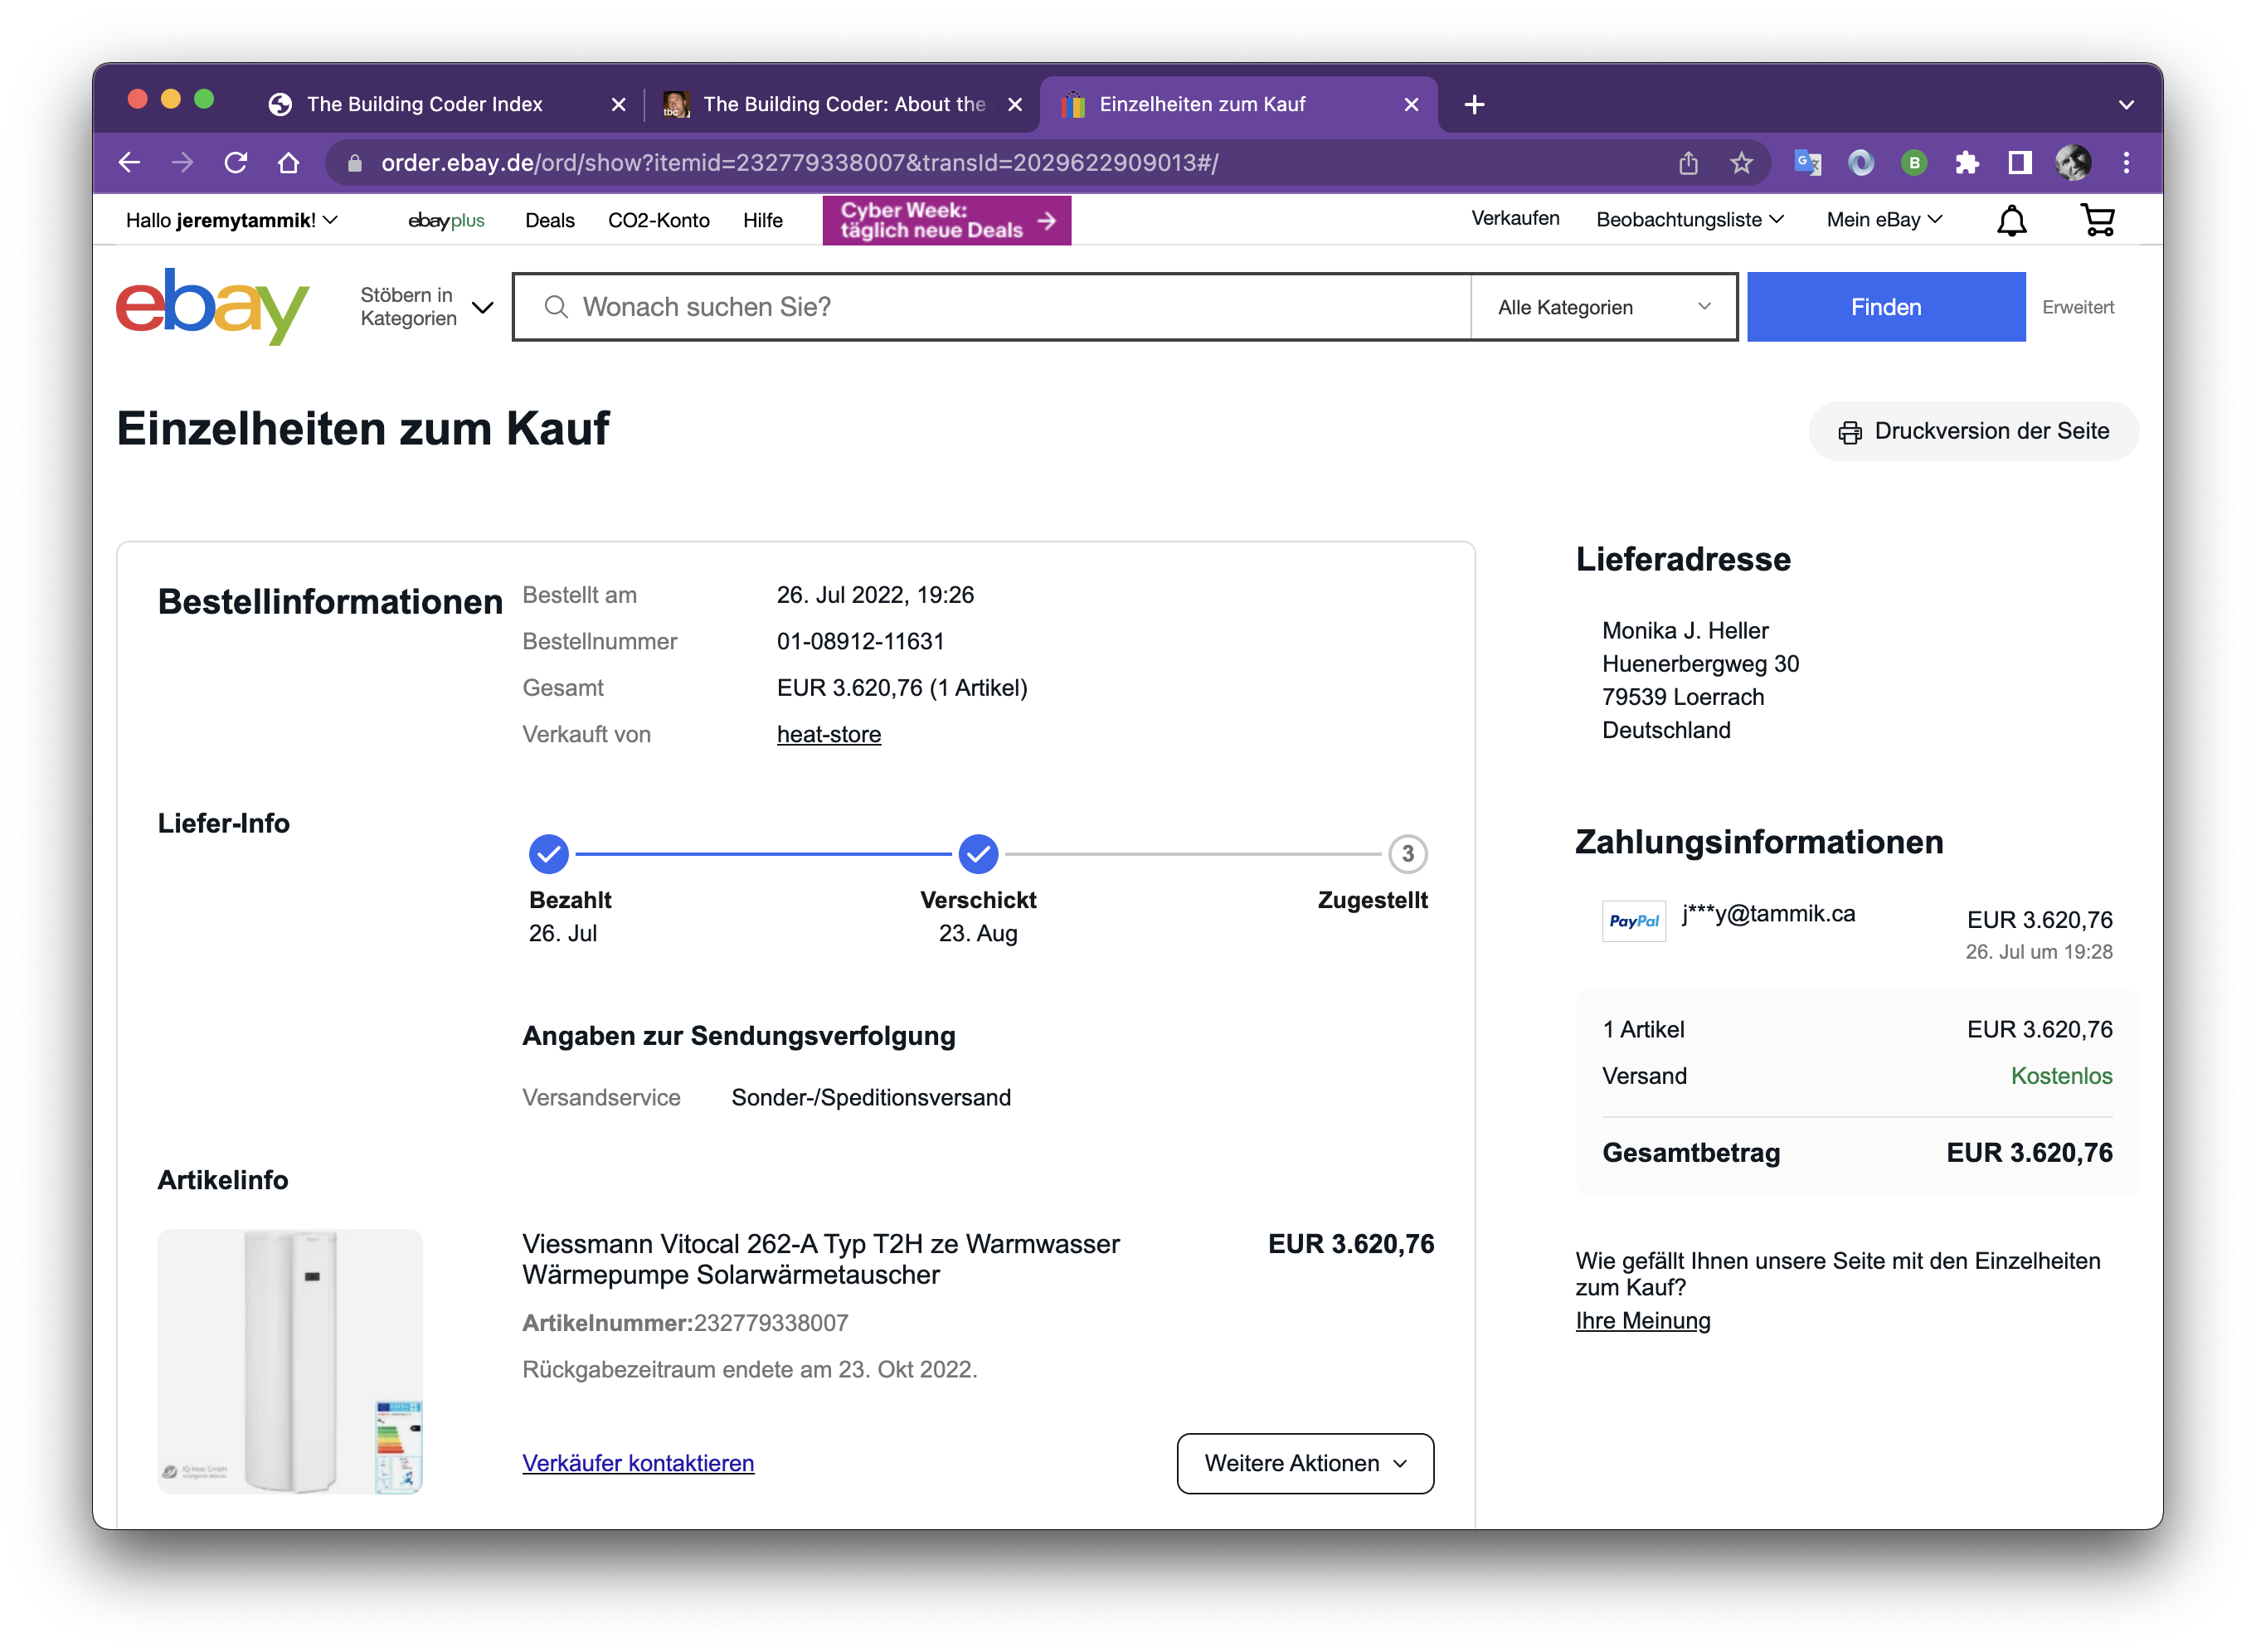 The Building Coder Index
The Building Coder: About the
Einzelheiten zum Kauf
order.ebay.de/ord/show?itemid=232779338007&transId=2029622909013#/
Hallo jeremytammik!
ebayplus
Deals
CO2-Konto
Hilfe
Cyber Week:
täglich neue Deals
Verkaufen
Beobachtungsliste
Mein eBay
ebay
Stöbern in
Kategorien
Wonach suchen Sie?
Alle Kategorien
Finden
Erweitert
Einzelheiten zum Kauf
Druckversion der Seite
Bestellinformationen
Bestellt am 26. Jul 2022, 19:26
Bestellnummer 01-08912-11631
Gesamt EUR 3.620,76 (1 Artikel)
Verkauft von heat-store
Liefer-Info
3
Bezahlt Verschickt Zugestellt
26. Jul 23. Aug
Angaben zur Sendungsverfolgung
Versandservice Sonder-/Speditionsversand
Artikelinfo
Viessmann Vitocal 262-A Typ T2H ze Warmwasser
Wärmepumpe Solarwärmetauscher
EUR 3.620,76
Artikelnummer:232779338007
Rückgabezeitraum endete am 23. Okt 2022.
Verkäufer kontaktieren
Weitere Aktionen
Lieferadresse
Monika J. Heller
Huenerbergweg 30
79539 Loerrach
Deutschland
Zahlungsinformationen
PayPal
j***y@tammik.ca
EUR 3.620,76
26. Jul um 19:28
1 Artikel EUR 3.620,76
Versand Kostenlos
Gesamtbetrag EUR 3.620,76
Wie gefällt Ihnen unsere Seite mit den Einzelheiten
zum Kauf?
Ihre Meinung